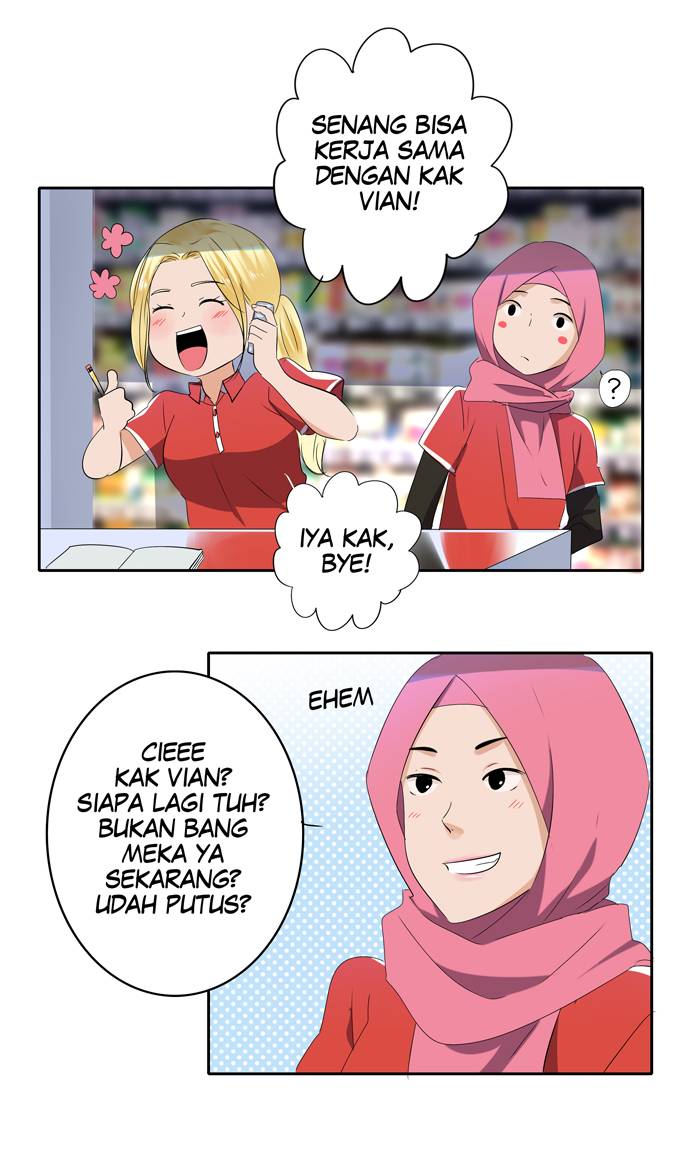 SENANG BISA
KERJA SAMA
DENGAN KAK
VIAN!
?
IYA KAK,
BYE!
EHEM
CIEEE
KAK VIAN?
SIAPA LAGI TUH?
BUKAN BANG
MEKA YA
SEKARANG?
UDAH PUTUS?